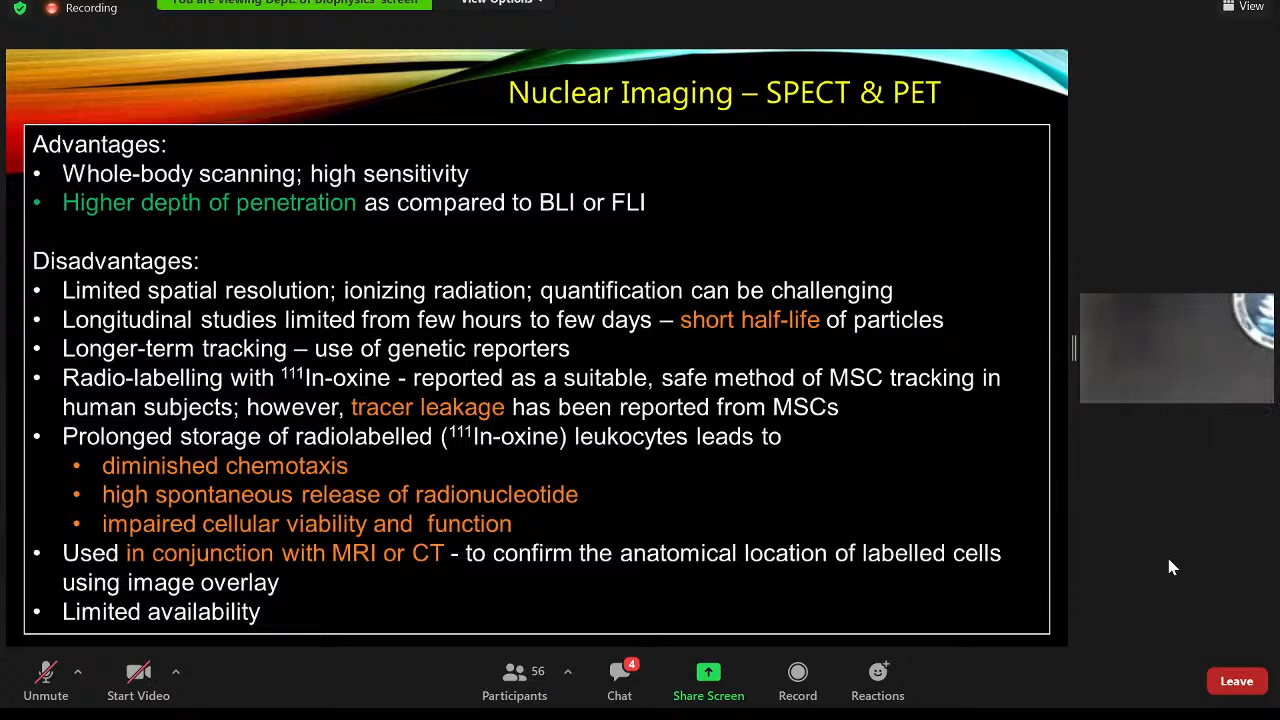 Recording
You are viewing Dept. of Biophysics' screen
View Options
View
Nuclear Imaging – SPECT & PET
Advantages:
• Whole-body scanning; high sensitivity
• Higher depth of penetration as compared to BLI or FLI
Disadvantages:
• Limited spatial resolution; ionizing radiation; quantification can be challenging
• Longitudinal studies limited from few hours to few days – short half-life of particles
• Longer-term tracking – use of genetic reporters
• Radio-labelling with ¹¹¹In-oxine - reported as a suitable, safe method of MSC tracking in
human subjects; however, tracer leakage has been reported from MSCs
• Prolonged storage of radiolabelled (¹¹¹In-oxine) leukocytes leads to
• diminished chemotaxis
• high spontaneous release of radionucleotide
• impaired cellular viability and function
• Used in conjunction with MRI or CT - to confirm the anatomical location of labelled cells
using image overlay
• Limited availability
56
4
Unmute
Start Video
Participants
Chat
Share Screen
Record
Reactions
Leave